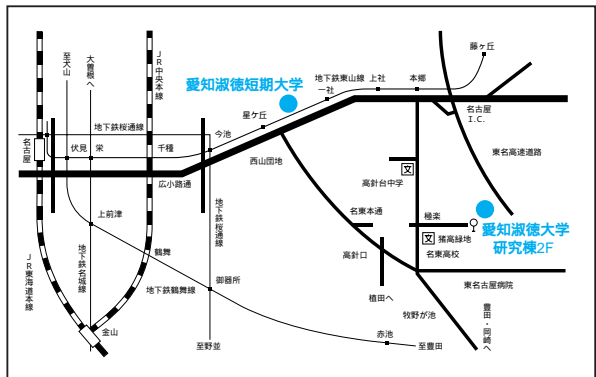 藤ヶ丘
至犬山
大曽根へ
JR中央本線
愛知淑徳短期大学
地下鉄東山線
上社
本郷
一社
名古屋
I.C.
星ヶ丘
地下鉄桜通線
今池
名古屋
伏見
栄
千種
西山団地
東名高速道路
広小路通
高針台中学
文
地下鉄桜通線
上前津
名東本通
極楽
愛知淑徳大学
研究棟2F
文
猪高緑地
名東高校
高針口
鶴舞
地下鉄名城線
JR東海道本線
御器所
地下鉄鶴舞線
東名古屋病院
植田へ
牧野が池
豊田・岡崎へ
金山
赤池
至野並
至豊田